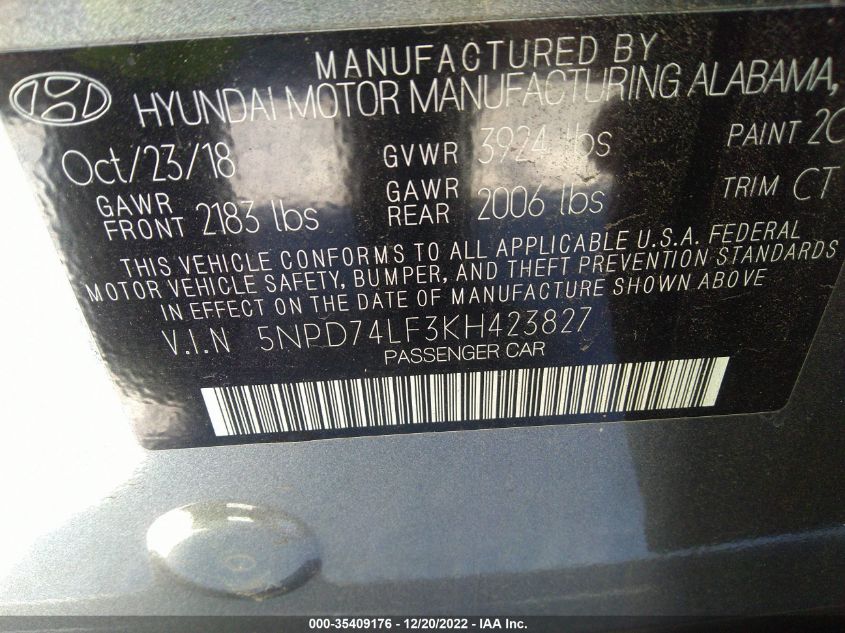 MANUFACTURED BY
HYUNDAI MOTOR MANUFACTURING ALABAMA,
Oct/23/18 GVWR 3924 lbs PAINT 2C
GAWR FRONT 2183 lbs GAWR REAR 2006 lbs TRIM CT
THIS VEHICLE CONFORMS TO ALL APPLICABLE U.S.A. FEDERAL
MOTOR VEHICLE SAFETY, BUMPER, AND THEFT PREVENTION STANDARDS
IN EFFECT ON THE DATE OF MANUFACTURE SHOWN ABOVE
V.I.N 5NPD74LF3KH423827
PASSENGER CAR
000-35409176 - 12/20/2022 - IAA Inc.